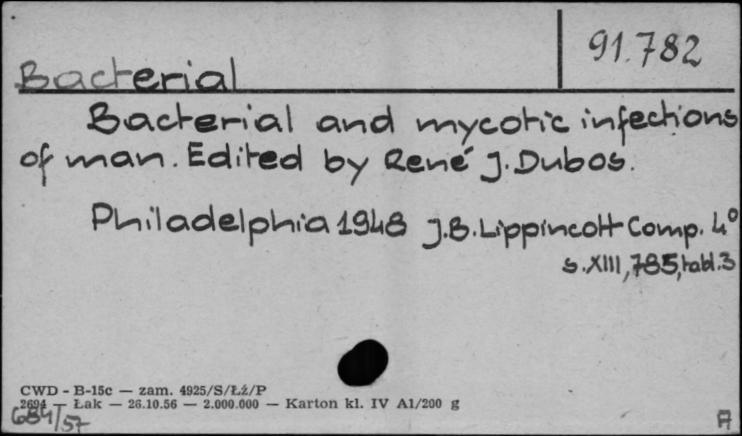 91.782
Bacterial
Bacterial and mycotic infections
of man. Edited by René J. Dubos.
Philadelphia 1948 J.B. Lippincott Comp. 4°
s. XIII, 785, tabl. 3
CWD - B-15c — zam. 4925/S/Łź/P
2694 — Łak — 26.10.56 — 2.000.000 — Karton kl. IV A1/200 g
684/57
A